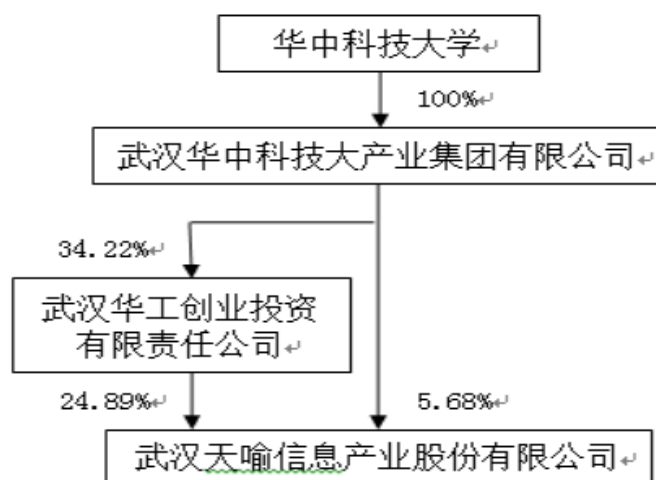 华中科技大学
100%
武汉华中科技大产业集团有限公司
34.22%
武汉华工创业投资
有限责任公司
24.89%
5.68%
武汉天喻信息产业股份有限公司